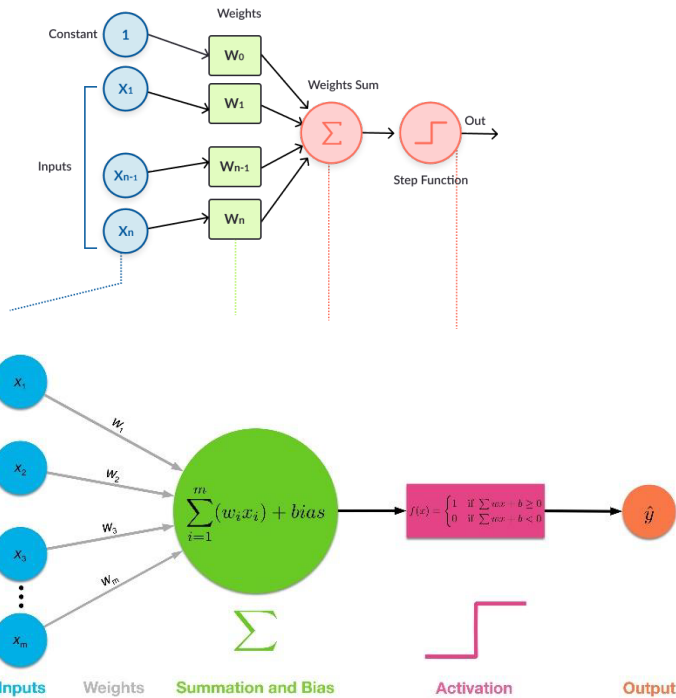 Weights
Constant
1
W₀
X₁
W₁
Weights Sum
Σ
Out
Inputs
Xₙ₋₁
Wₙ₋₁
Step Function
Xₙ
Wₙ
x₁
w₁
x₂
w₂
x₃
w₃
wₘ
xₘ
∑ᵢ₌₁ᵐ (wᵢxᵢ) + bias
f(x) = { 1 if ∑ wx + b ≥ 0
0 if ∑ wx + b < 0
ŷ
Σ
Inputs Weights Summation and Bias Activation Output